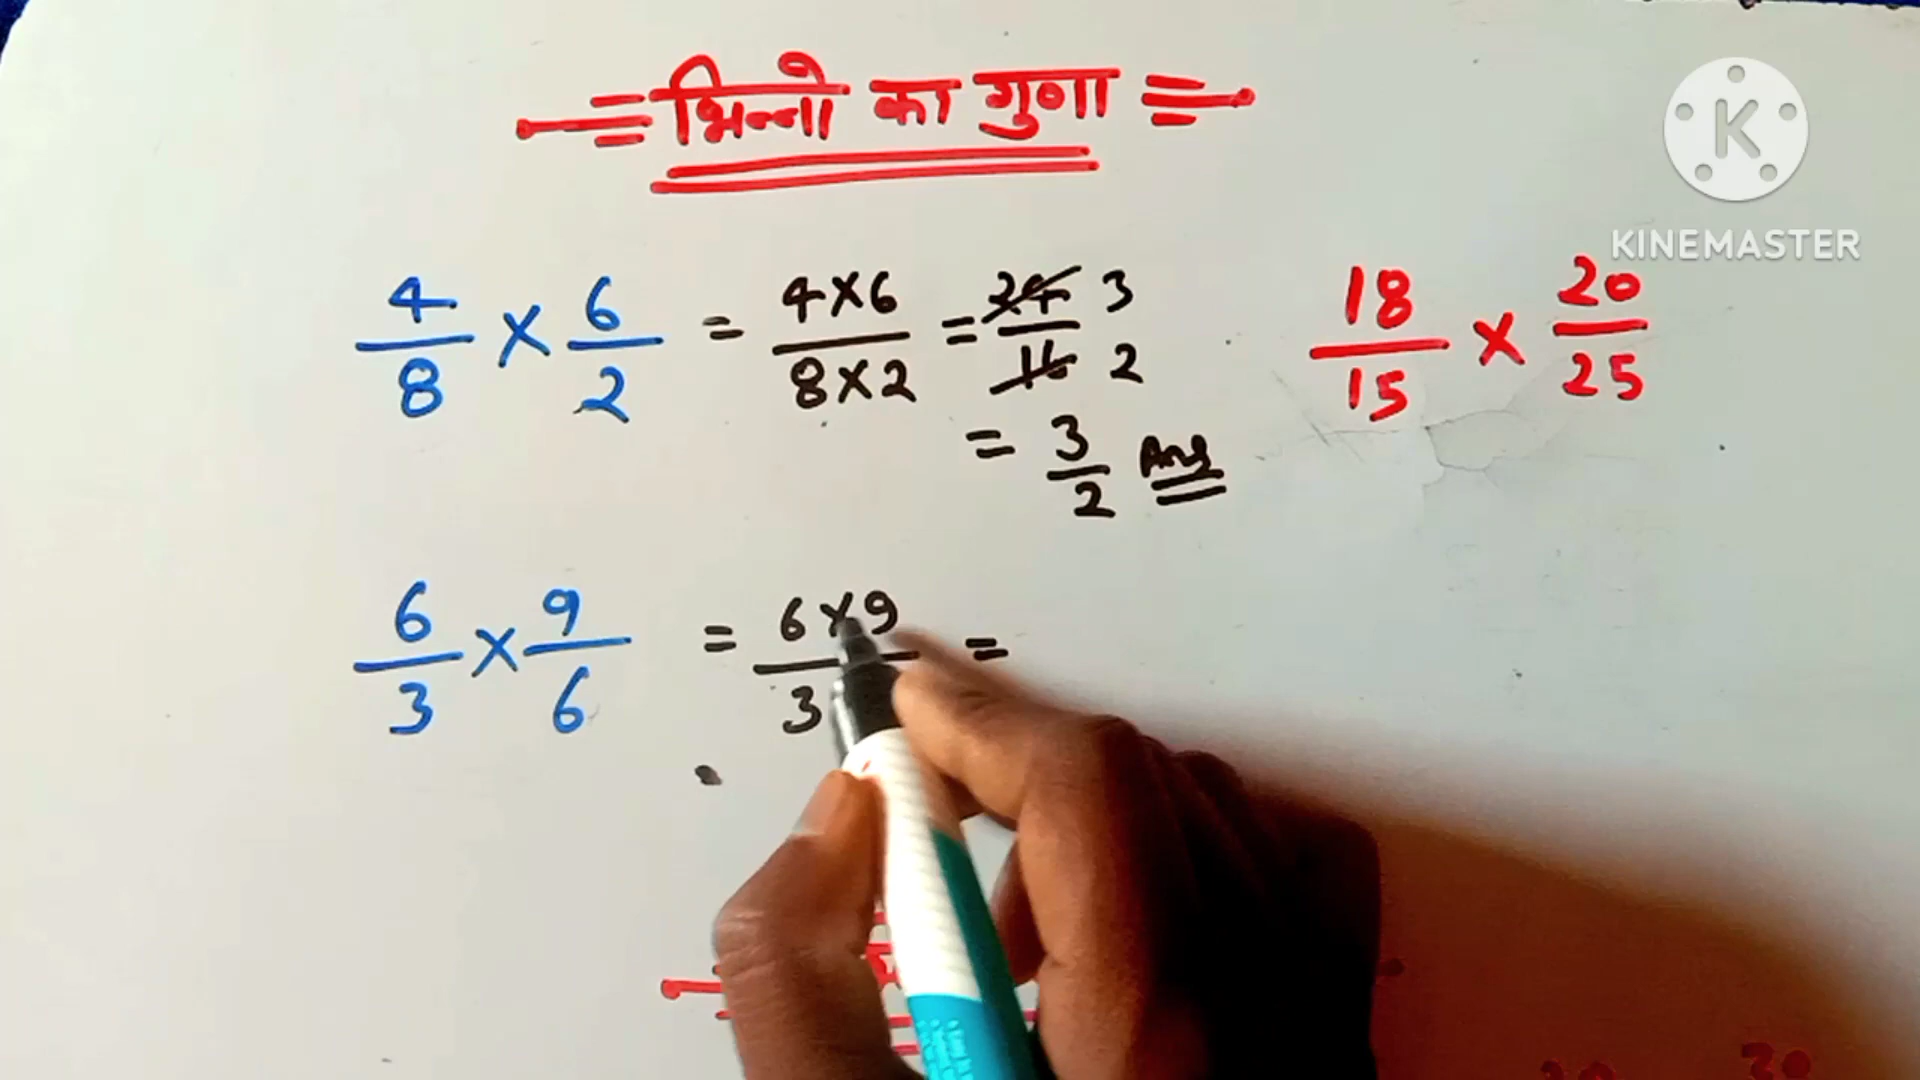 भिन्नो का गुणा
K
KINEMASTER
4/8 × 6/2 = 4×6/8×2 = 24/16 3/2
= 3/2 Ans
18/15 × 20/25
6/3 × 9/6 = 6×9/3 =
30